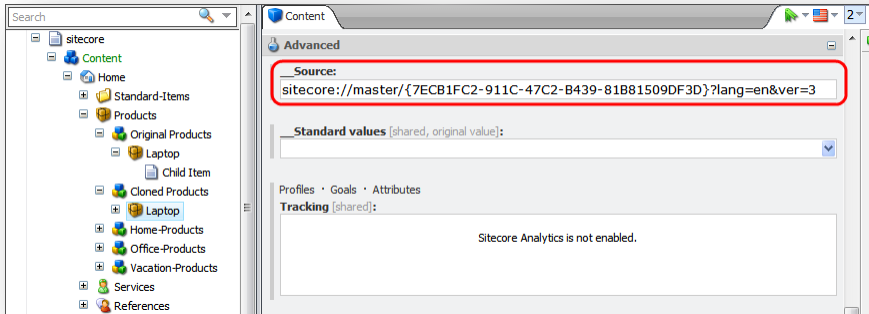 Search
sitecore
Content
Home
Standard-Items
Products
Original Products
Laptop
Child Item
Cloned Products
Laptop
Home-Products
Office-Products
Vacation-Products
Services
References
Content
2
Advanced
__Source:
sitecore://master/{7ECB1FC2-911C-47C2-B439-81B81509DF3D}?lang=en&ver=3
__Standard values [shared, original value]:
Profiles · Goals · Attributes
Tracking [shared]:
Sitecore Analytics is not enabled.